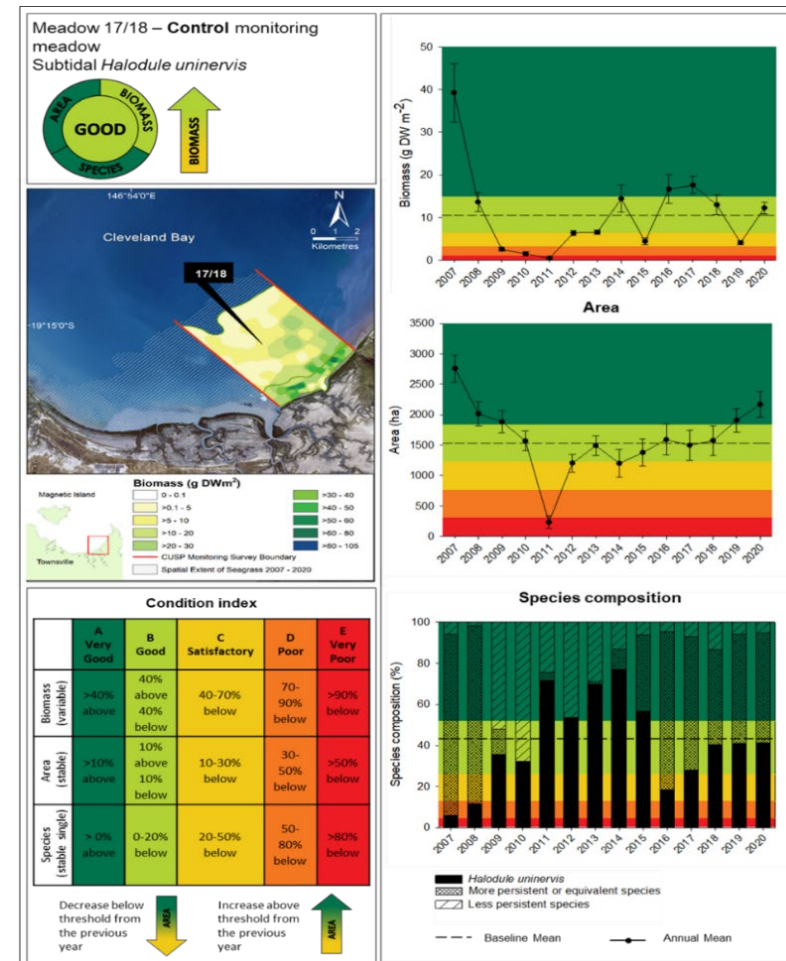 Meadow 17/18 – Control monitoring
meadow
Subtidal Halodule uninervis
AREA
BIOMASS
GOOD
SPECIES
BIOMASS
146°54'0"E
N
0 1 2
Kilometres
Cleveland Bay
17/18
-19°15'0"S
Magnetic Island
Townsville
Biomass (g DWm²)
0 - 0.1
>0.1 - 5
>5 - 10
>10 - 20
>20 - 30
>30 - 40
>40 - 50
>50 - 60
>60 - 80
>80 - 105
CUSP Monitoring Survey Boundary
Spatial Extent of Seagrass 2007 - 2020
Condition index
A Very Good
B Good
C Satisfactory
D Poor
E Very Poor
Biomass (variable)
>40% above
40% above 40% below
40-70% below
70-90% below
>90% below
Area (stable)
>10% above
10% above 10% below
10-30% below
30-50% below
>50% below
Species (stable single)
> 0% above
0-20% below
20-50% below
50-80% below
>80% below
Decrease below
threshold from
the previous
year
AREA
Increase above
threshold from
the previous
year
AREA
Biomass (g DW m⁻²)
50
40
30
20
10
0
2007 2008 2009 2010 2011 2012 2013 2014 2015 2016 2017 2018 2019 2020
Area
Area (ha)
3500
3000
2500
2000
1500
1000
500
0
2007 2008 2009 2010 2011 2012 2013 2014 2015 2016 2017 2018 2019 2020
Species composition
Species composition (%)
100
80
60
40
20
0
2007 2008 2009 2010 2011 2012 2013 2014 2015 2016 2017 2018 2019 2020
Halodule uninervis
More persistent or equivalent species
Less persistent species
Baseline Mean
Annual Mean